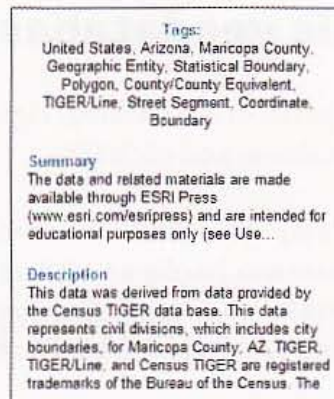 Tags:
United States, Arizona, Maricopa County,
Geographic Entity, Statistical Boundary,
Polygon, County/County Equivalent,
TIGER/Line, Street Segment, Coordinate,
Boundary
Summary
The data and related materials are made
available through ESRI Press
(www.esri.com/esripress) and are intended for
educational purposes only (see Use...
Description
This data was derived from data provided by
the Census TIGER data base. This data
represents civil divisions, which includes city
boundaries, for Maricopa County, AZ. TIGER,
TIGER/Line, and Census TIGER are registered
trademarks of the Bureau of the Census. The